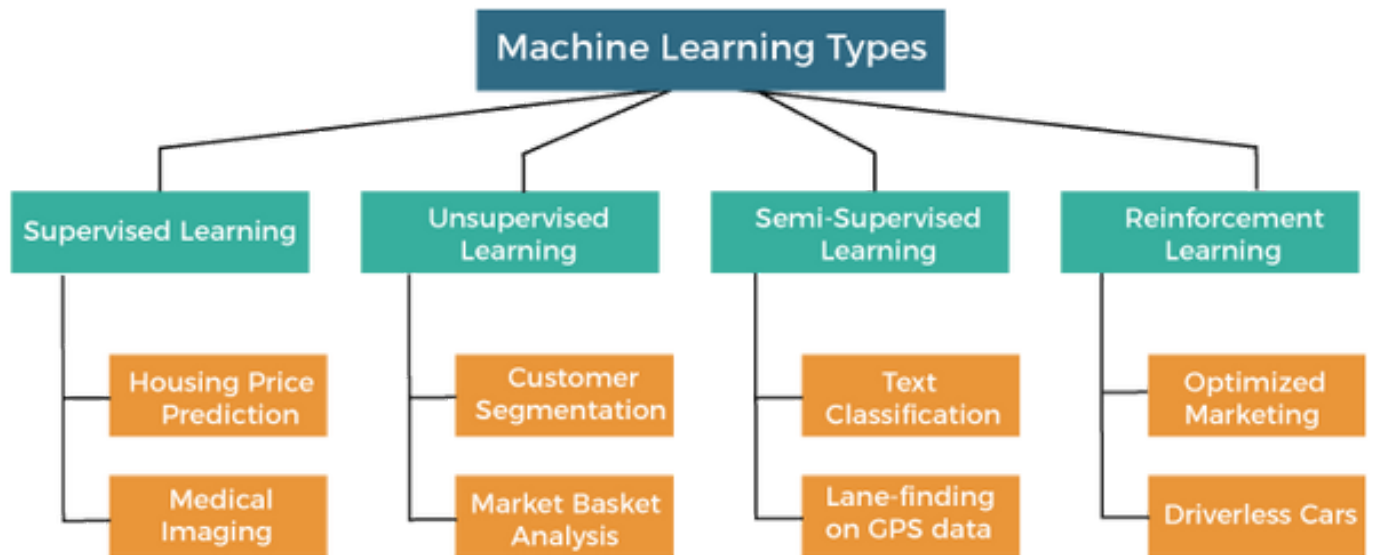 Machine Learning Types
Supervised Learning
Unsupervised
Learning
Semi-Supervised
Learning
Reinforcement
Learning
Housing Price
Prediction
Customer
Segmentation
Text
Classification
Optimized
Marketing
Medical
Imaging
Market Basket
Analysis
Lane-finding
on GPS data
Driverless Cars